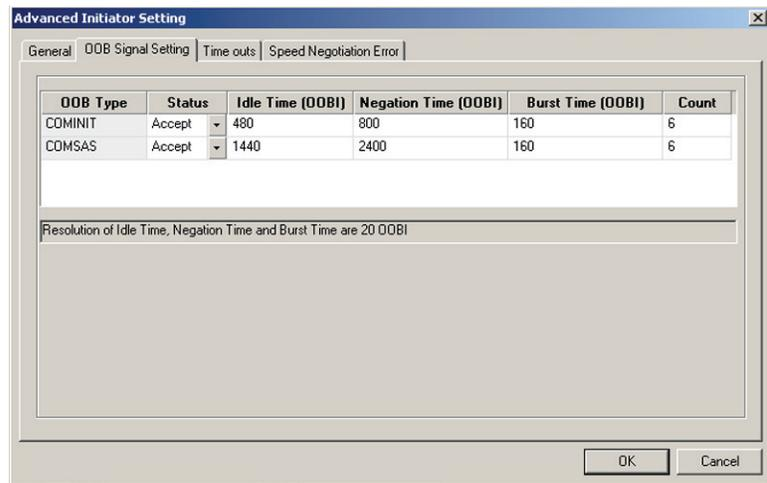 Advanced Initiator Setting
General OOB Signal Setting Time outs Speed Negotiation Error
OOB Type Status Idle Time (OOBI) Negation Time (OOBI) Burst Time (OOBI) Count
COMINIT Accept 480 800 160 6
COMSAS Accept 1440 2400 160 6
Resolution of Idle Time, Negation Time and Burst Time are 20 OOBI
OK Cancel